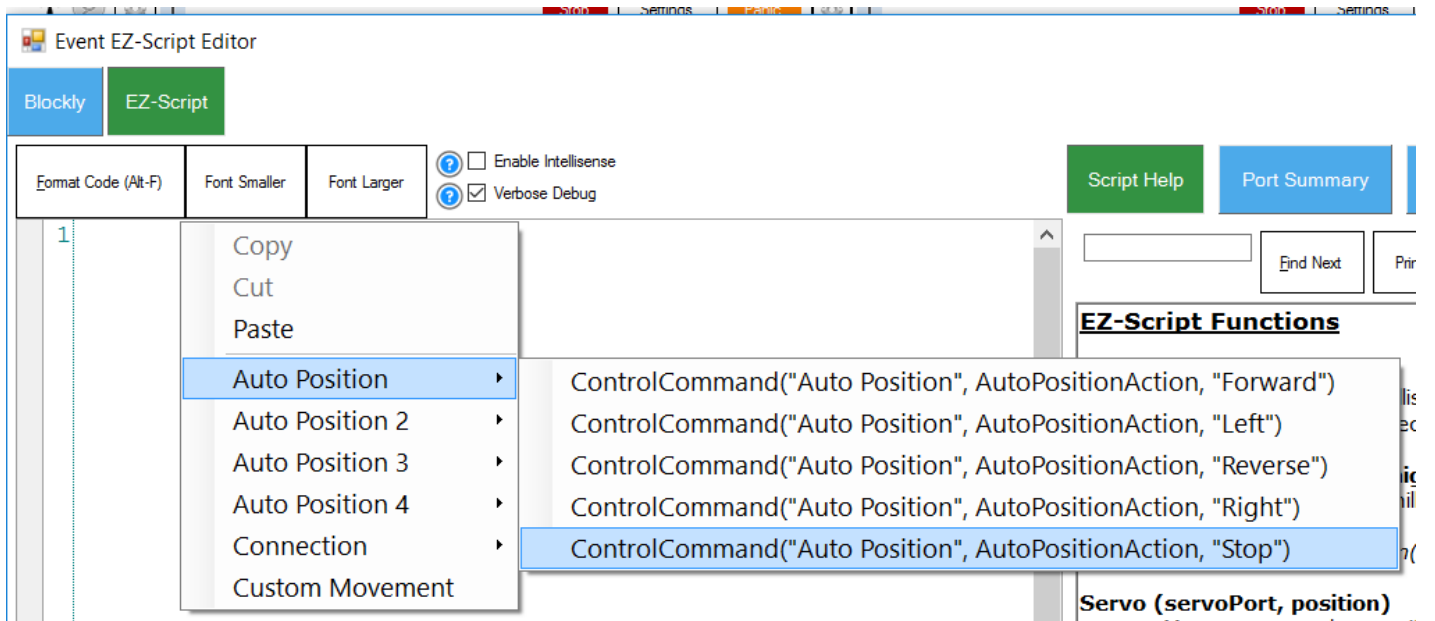 Stop Settings Panic Stop Settings
Event EZ-Script Editor
Blockly EZ-Script
Format Code (Alt-F) Font Smaller Font Larger Enable Intellisense
Verbose Debug
Script Help Port Summary
1
Copy
Cut
Paste
Auto Position
Auto Position 2
Auto Position 3
Auto Position 4
Connection
Custom Movement
ControlCommand("Auto Position", AutoPositionAction, "Forward")
ControlCommand("Auto Position", AutoPositionAction, "Left")
ControlCommand("Auto Position", AutoPositionAction, "Reverse")
ControlCommand("Auto Position", AutoPositionAction, "Right")
ControlCommand("Auto Position", AutoPositionAction, "Stop")
Find Next
EZ-Script Functions
Servo (servoPort, position)